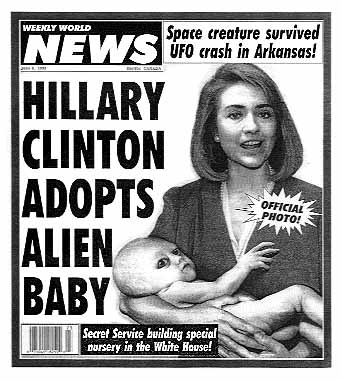 WEEKLY WORLD
NEWS
Space creature survived
UFO crash in Arkansas!
HILLARY
CLINTON
ADOPTS
ALIEN
BABY
OFFICIAL
PHOTO!
Secret Service building special
nursery in the White House!